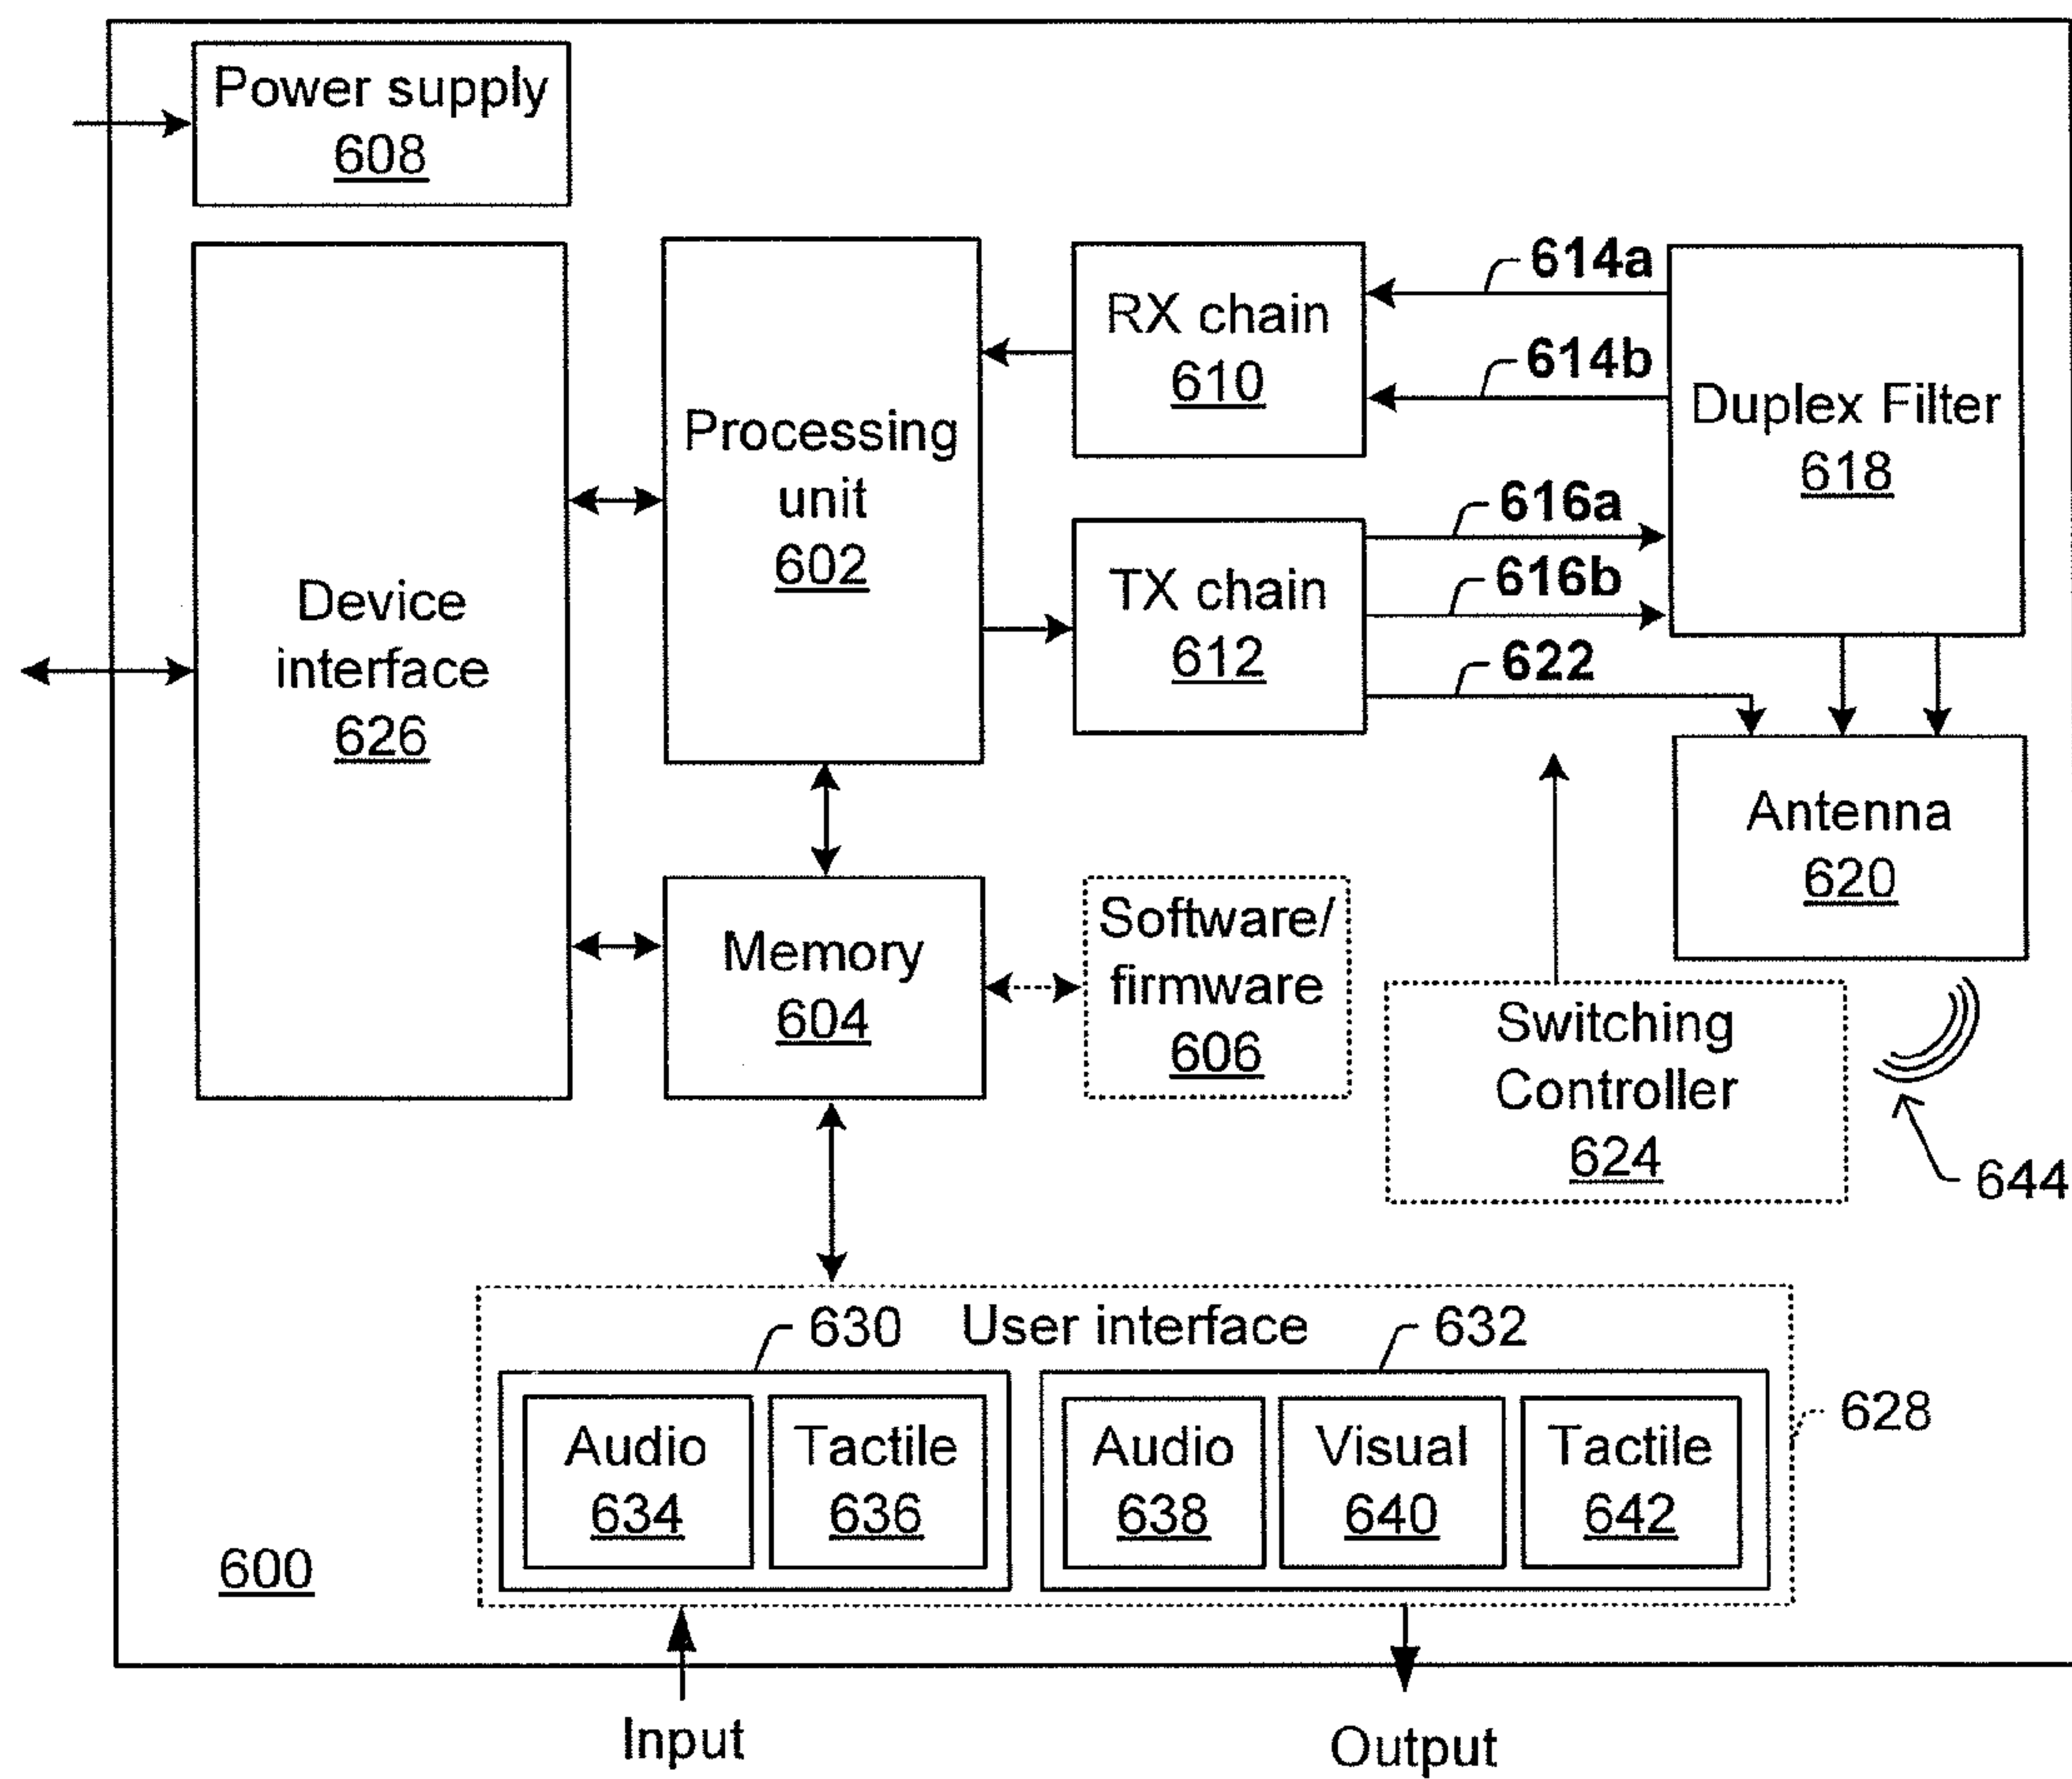 Power supply
608
Device
interface
626
Processing
unit
602
RX chain
610
614a
614b
Duplex Filter
618
TX chain
612
616a
616b
622
Antenna
620
Memory
604
Software/
firmware
606
Switching
Controller
624
644
630
User interface
632
628
Audio
634
Tactile
636
Audio
638
Visual
640
Tactile
642
600
Input
Output